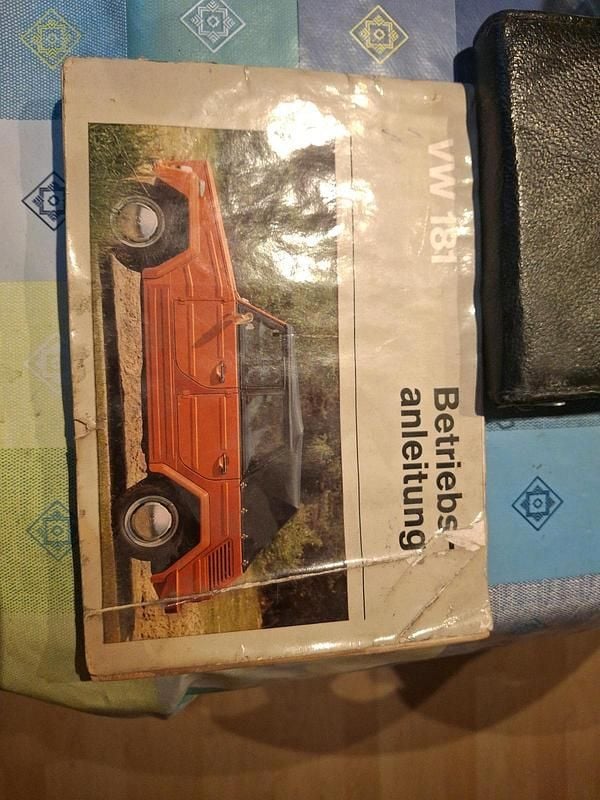 VW 181
Betriebs-
anleitung